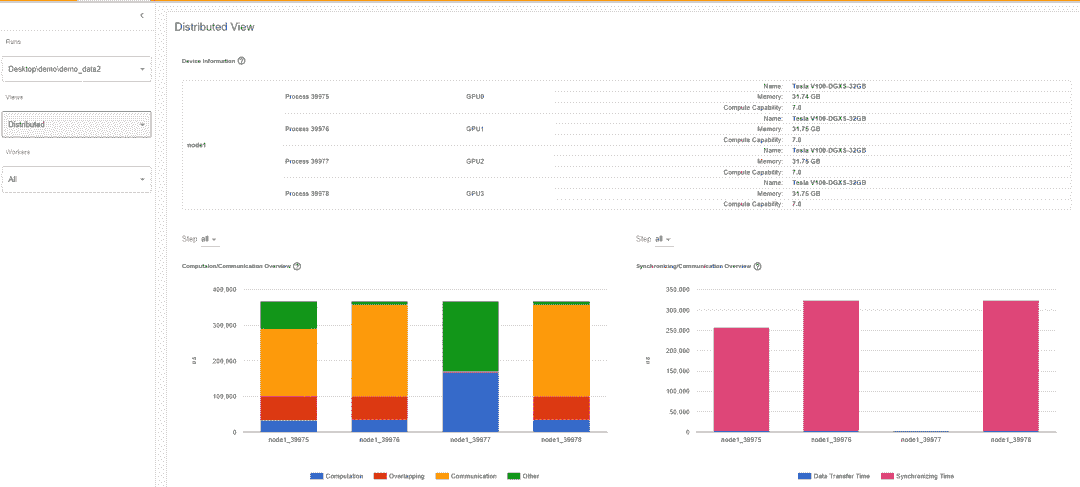 Distributed View
Runs
Desktop\demo\demo_data2
Views
Distributed
Workers
All
Device Information ?
node1
Process 39975 GPU0 Name: Tesla V100-DGXS-32GB
Memory: 31.74 GB
Compute Capability: 7.0
Process 39976 GPU1 Name: Tesla V100-DGXS-32GB
Memory: 31.75 GB
Compute Capability: 7.0
Process 39977 GPU2 Name: Tesla V100-DGXS-32GB
Memory: 31.75 GB
Compute Capability: 7.0
Process 39978 GPU3 Name: Tesla V100-DGXS-32GB
Memory: 31.75 GB
Compute Capability: 7.0
Step all
Computaion/Communication Overview ?
400,000
300,000
200,000
100,000
0
node1_39975 node1_39976 node1_39977 node1_39978
Computation Overlapping Communication Other
Step all
Synchronizing/Communication Overview ?
350,000
300,000
250,000
200,000
150,000
100,000
50,000
0
node1_39975 node1_39976 node1_39977 node1_39978
Data Transfer Time Synchronizing Time